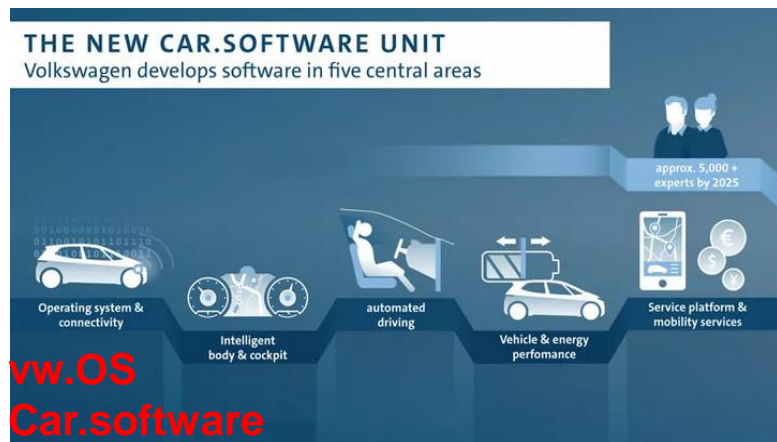 THE NEW CAR.SOFTWARE UNIT
Volkswagen develops software in five central areas
approx. 5,000 +
experts by 2025
Operating system &
connectivity
Intelligent
body & cockpit
automated
driving
Vehicle & energy
perfomance
Service platform &
mobility services
vw.OS
Car.software